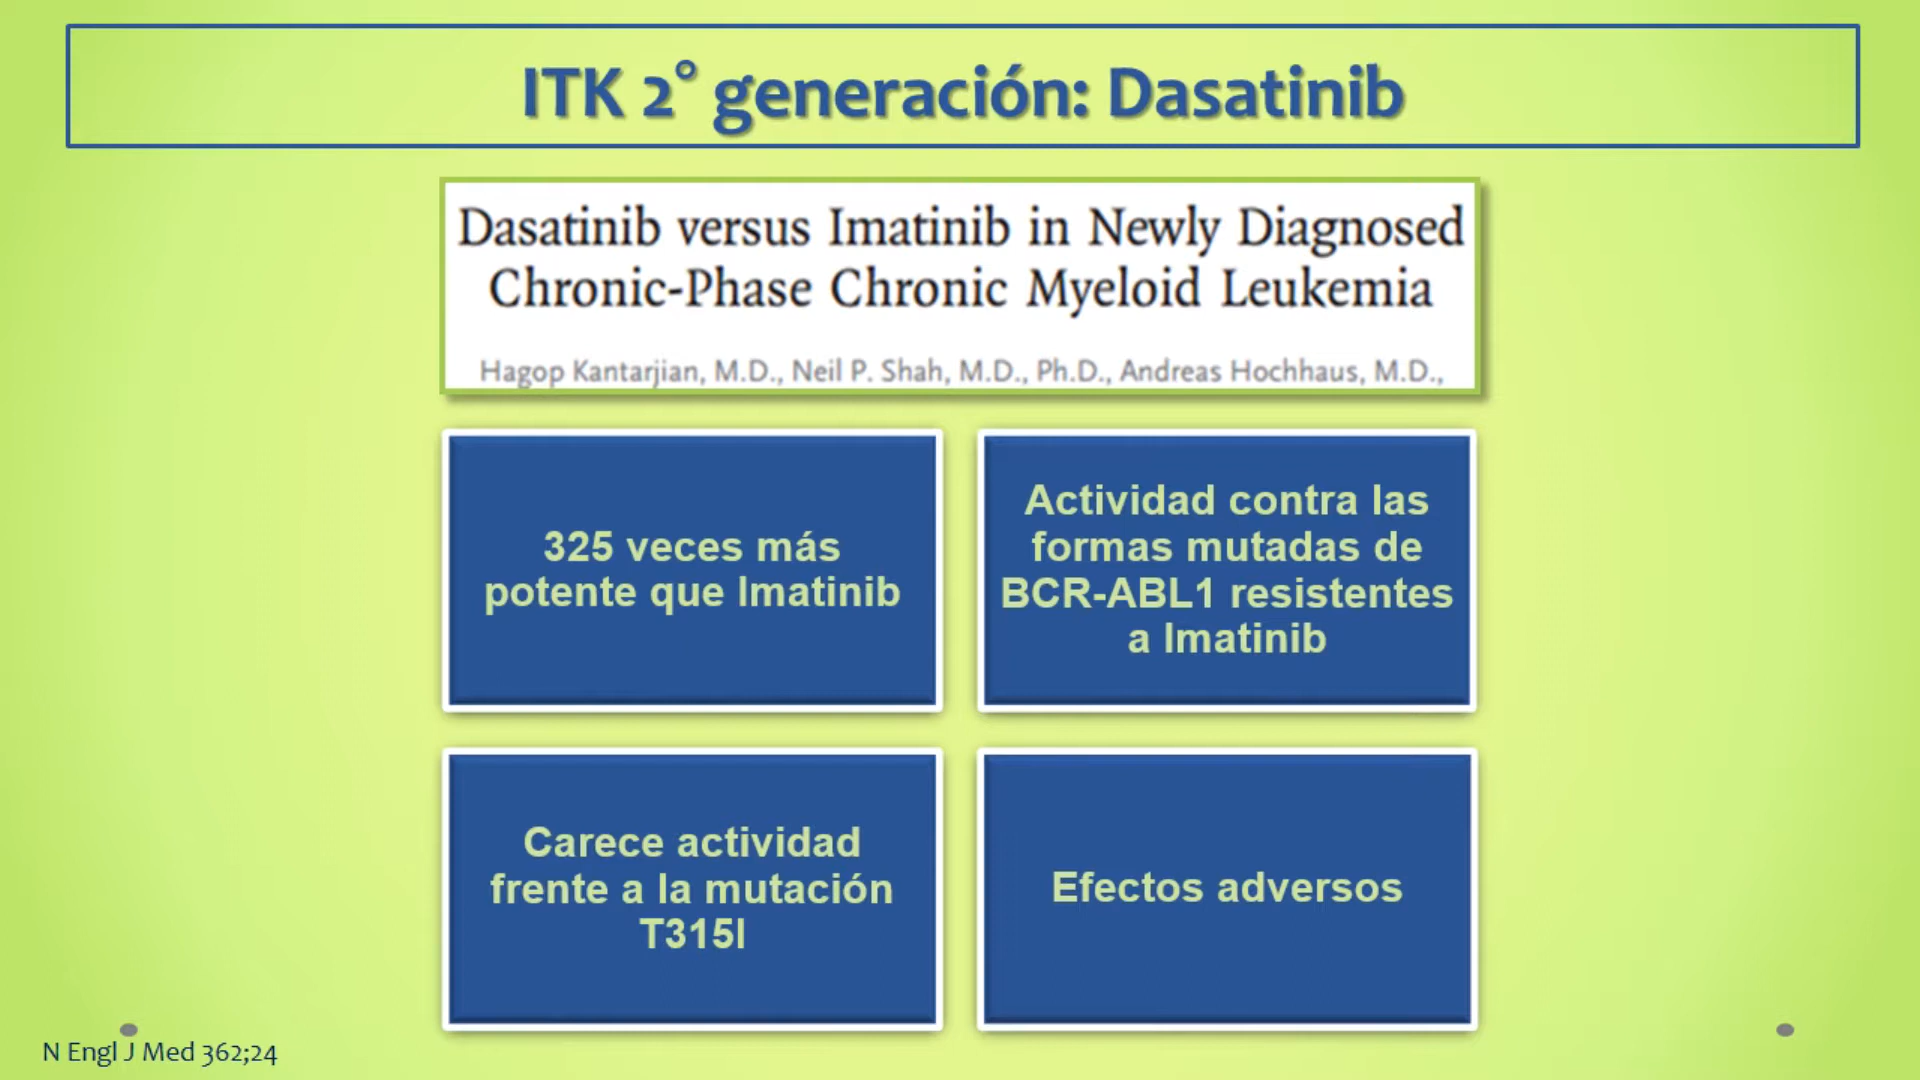 ITK 2° generación: Dasatinib
Dasatinib versus Imatinib in Newly Diagnosed
Chronic-Phase Chronic Myeloid Leukemia
Hagop Kantarjian, M.D., Neil P. Shah, M.D., Ph.D., Andreas Hochhaus, M.D.,
325 veces más
potente que Imatinib
Actividad contra las
formas mutadas de
BCR-ABL1 resistentes
a Imatinib
Carece actividad
frente a la mutación
T315I
Efectos adversos
N Engl J Med 362;24